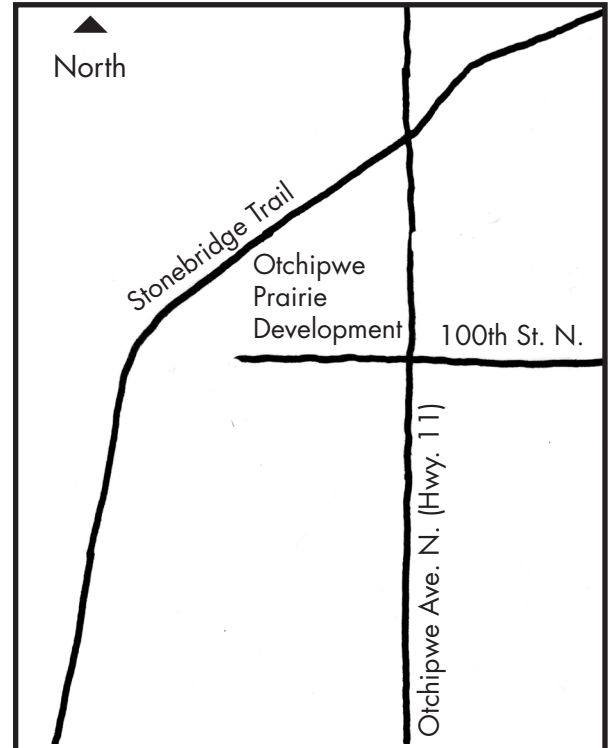 North
Stonebridge Trail
Otchipwe
Prairie
Development
100th St. N.
Otchipwe Ave. N. (Hwy. 11)